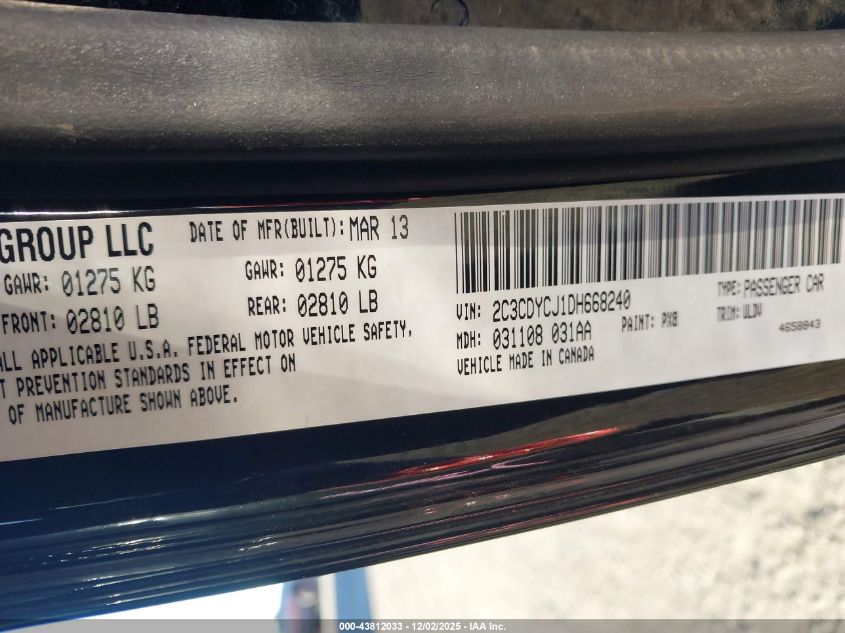 GROUP LLC
DATE OF MFR(BUILT): MAR 13
GAWR: 01275 KG
GAWR: 01275 KG
FRONT: 02810 LB
REAR: 02810 LB
ALL APPLICABLE U.S.A. FEDERAL MOTOR VEHICLE SAFETY,
T PREVENTION STANDARDS IN EFFECT ON
OF MANUFACTURE SHOWN ABOVE.
VIN: 2C3CDYCJ1DH668240
TYPE: PASSENGER CAR
MDH: 031108 031AA
PAINT: PX8
TRIM: ULDV
VEHICLE MADE IN CANADA
4658843
000-43812033 - 12/02/2025 - IAA Inc.